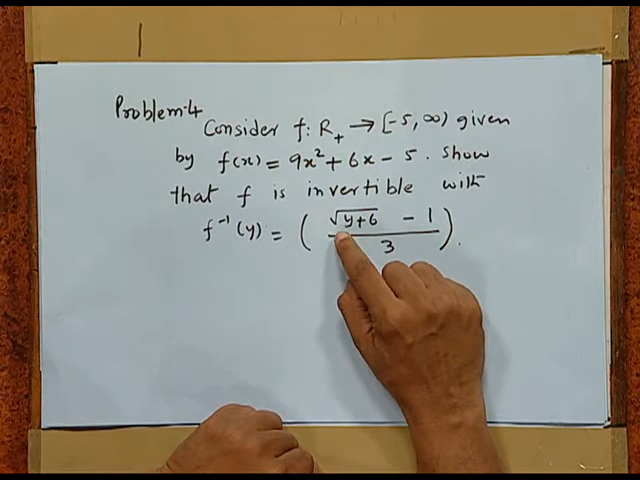 Problem-4
Consider f: R₊ → [-5, ∞) given
by f(x) = 9x² + 6x - 5. Show
that f is invertible with
f⁻¹(y) = ( (√(y+6) - 1) / 3 ).